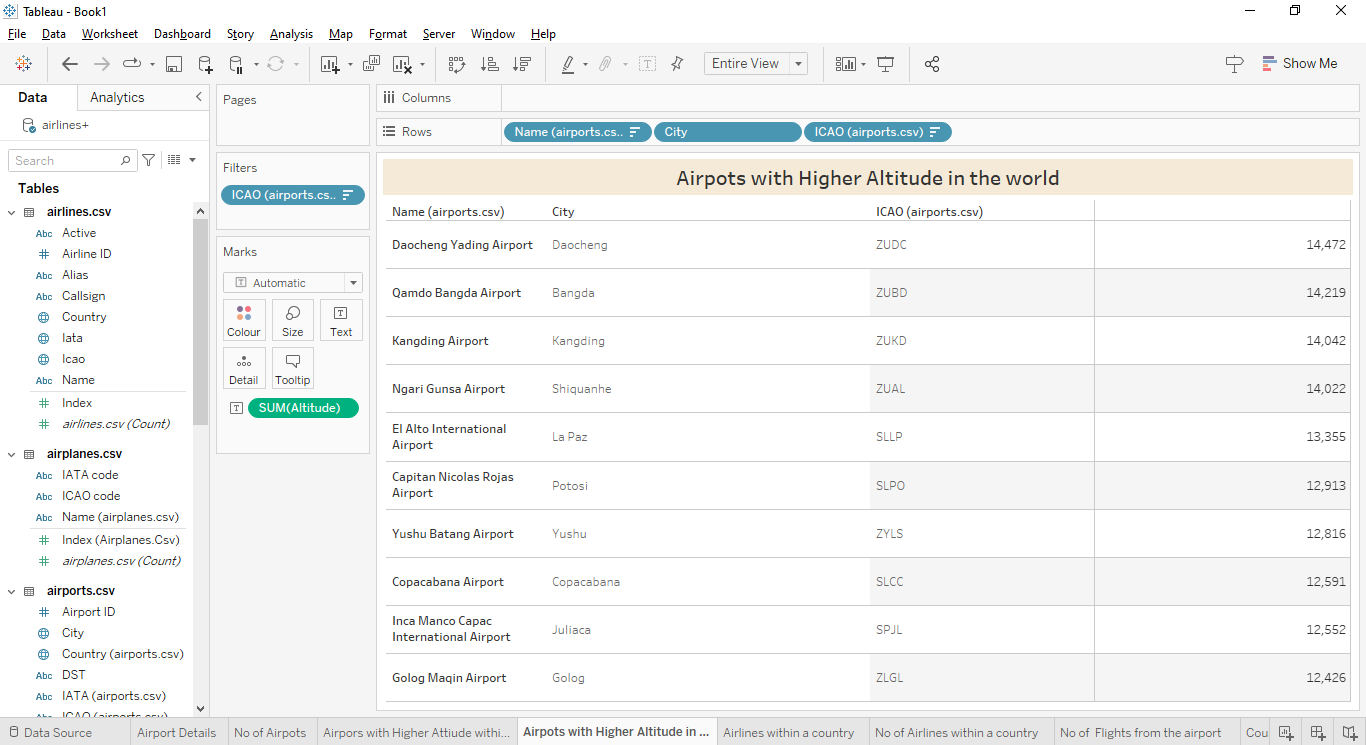 Tableau - Book1
File Data Worksheet Dashboard Story Analysis Map Format Server Window Help
Entire View
Show Me
Data Analytics
airlines+
Search
Tables
airlines.csv
Abc Active
# Airline ID
Abc Alias
Abc Callsign
Country
Iata
Icao
Abc Name
# Index
# airlines.csv (Count)
airplanes.csv
Abc IATA code
Abc ICAO code
Abc Name (airplanes.csv)
# Index (Airplanes.Csv)
# airplanes.csv (Count)
airports.csv
# Airport ID
City
Country (airports.csv)
Abc DST
Abc IATA (airports.csv)
Abc ICAO (airports.csv)
Pages
Filters
ICAO (airports.cs..
Marks
T Automatic
Colour Size Text
Detail Tooltip
T SUM(Altitude)
Columns
Rows Name (airports.cs.. City ICAO (airports.csv)
Airpots with Higher Altitude in the world
Name (airports.csv) City ICAO (airports.csv)
Daocheng Yading Airport Daocheng ZUDC 14,472
Qamdo Bangda Airport Bangda ZUBD 14,219
Kangding Airport Kangding ZUKD 14,042
Ngari Gunsa Airport Shiquanhe ZUAL 14,022
El Alto International
Airport La Paz SLLP 13,355
Capitan Nicolas Rojas
Airport Potosi SLPO 12,913
Yushu Batang Airport Yushu ZYLS 12,816
Copacabana Airport Copacabana SLCC 12,591
Inca Manco Capac
International Airport Juliaca SPJL 12,552
Golog Maqin Airport Golog ZLGL 12,426
Data Source Airport Details No of Airpots Airpors with Higher Attiude withi... Airpots with Higher Altitude in ... Airlines within a country No of Airlines within a country No of Flights from the airport Cou